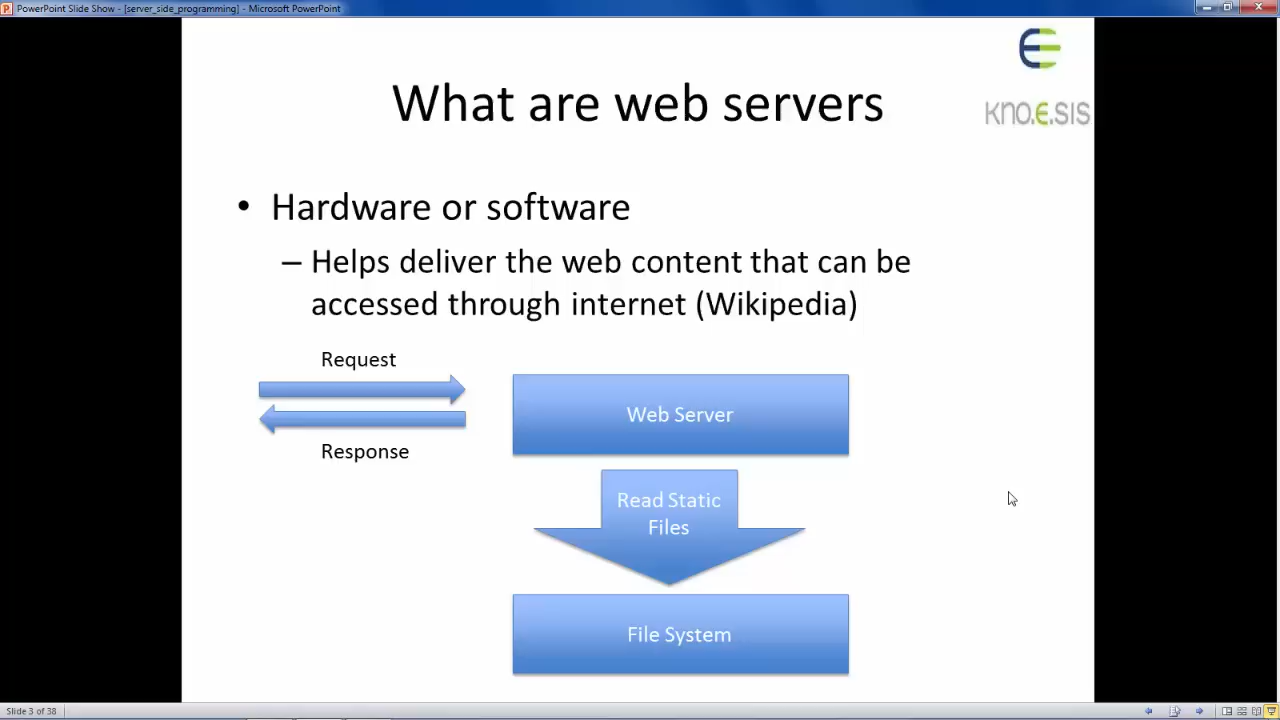 PowerPoint Slide Show - [server_side_programming] - Microsoft PowerPoint
What are web servers
KNO.E.SIS
• Hardware or software
– Helps deliver the web content that can be
accessed through internet (Wikipedia)
Request
Response
Web Server
Read Static
Files
File System
Slide 3 of 38